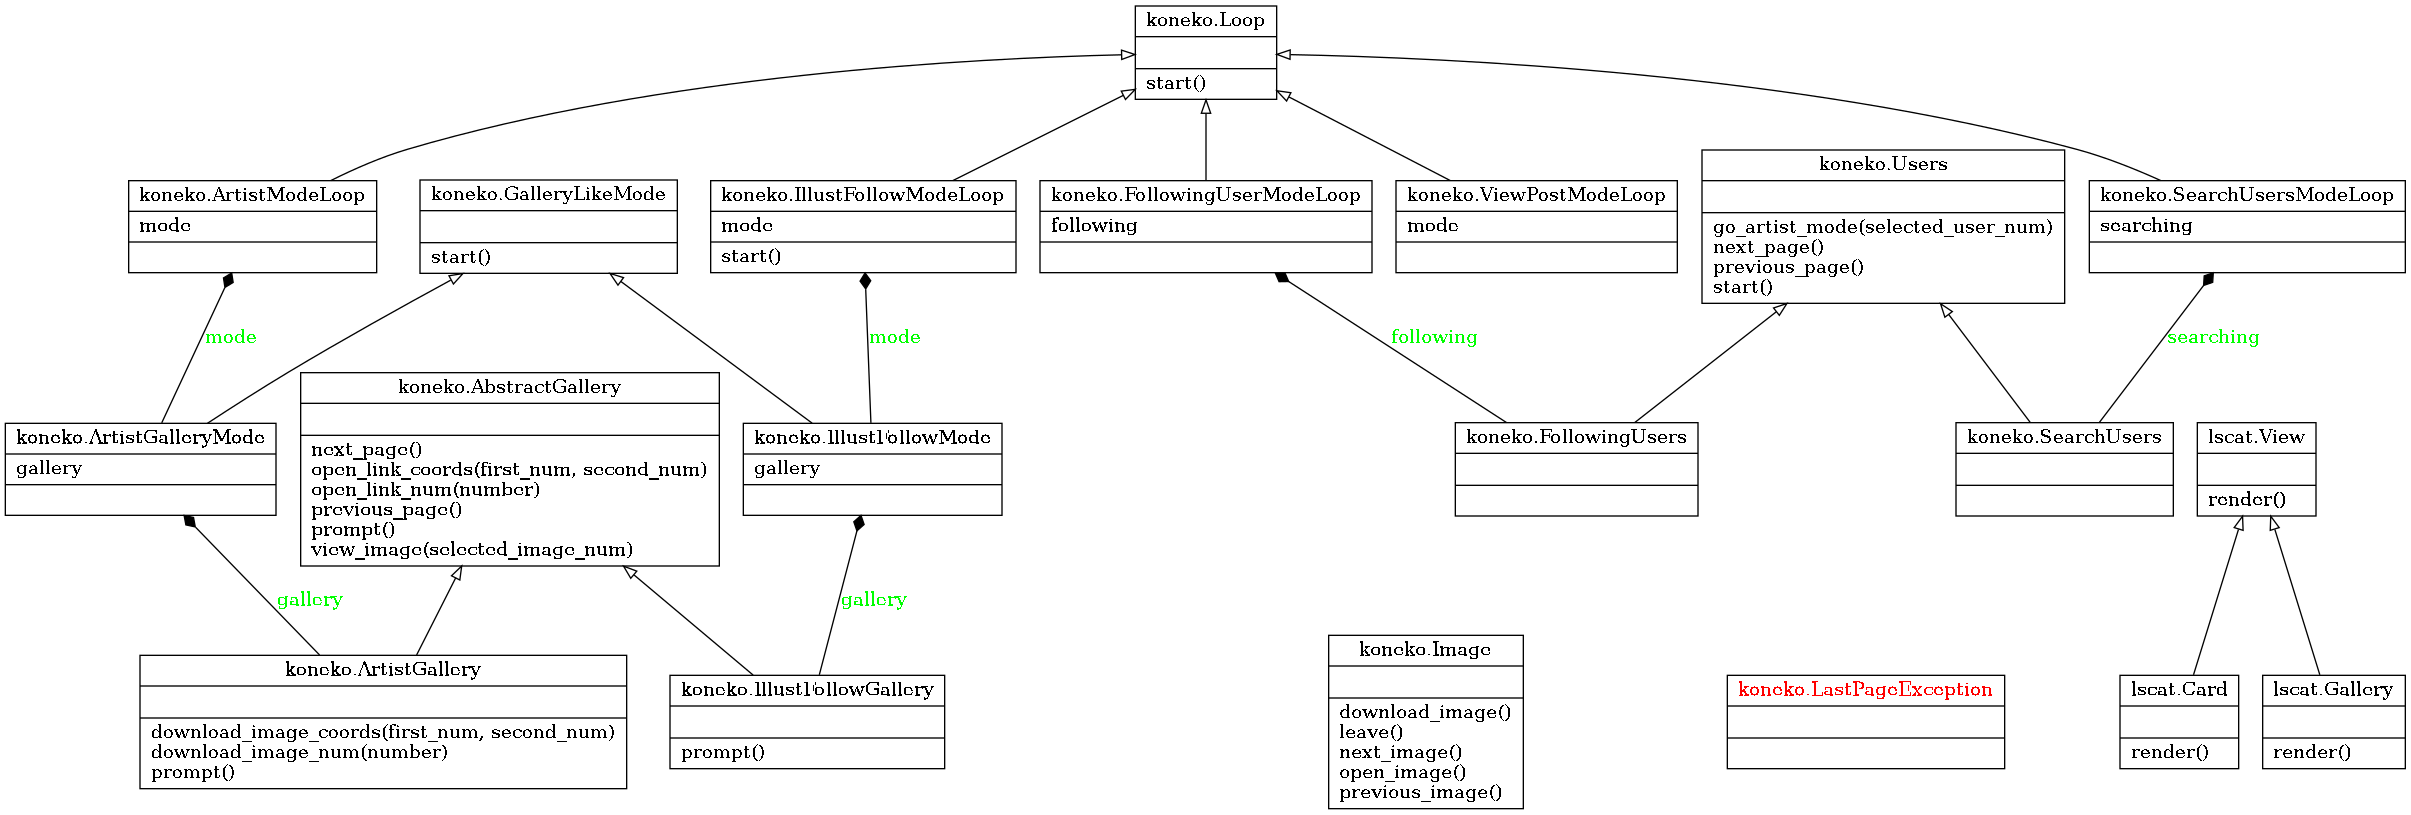 koneko.Loop
start()
koneko.ArtistModeLoop
mode
koneko.GalleryLikeMode
start()
koneko.IllustFollowModeLoop
mode
start()
koneko.FollowingUserModeLoop
following
koneko.ViewPostModeLoop
mode
koneko.Users
go_artist_mode(selected_user_num)
next_page()
previous_page()
start()
koneko.SearchUsersModeLoop
searching
mode
mode
following
searching
koneko.ArtistGalleryMode
gallery
koneko.AbstractGallery
next_page()
open_link_coords(first_num, second_num)
open_link_num(number)
previous_page()
prompt()
view_image(selected_image_num)
koneko.IllustFollowMode
gallery
koneko.FollowingUsers
koneko.SearchUsers
lscat.View
render()
gallery
gallery
koneko.ArtistGallery
download_image_coords(first_num, second_num)
download_image_num(number)
prompt()
koneko.IllustFollowGallery
prompt()
koneko.Image
download_image()
leave()
next_image()
open_image()
previous_image()
koneko.LastPageException
lscat.Card
render()
lscat.Gallery
render()